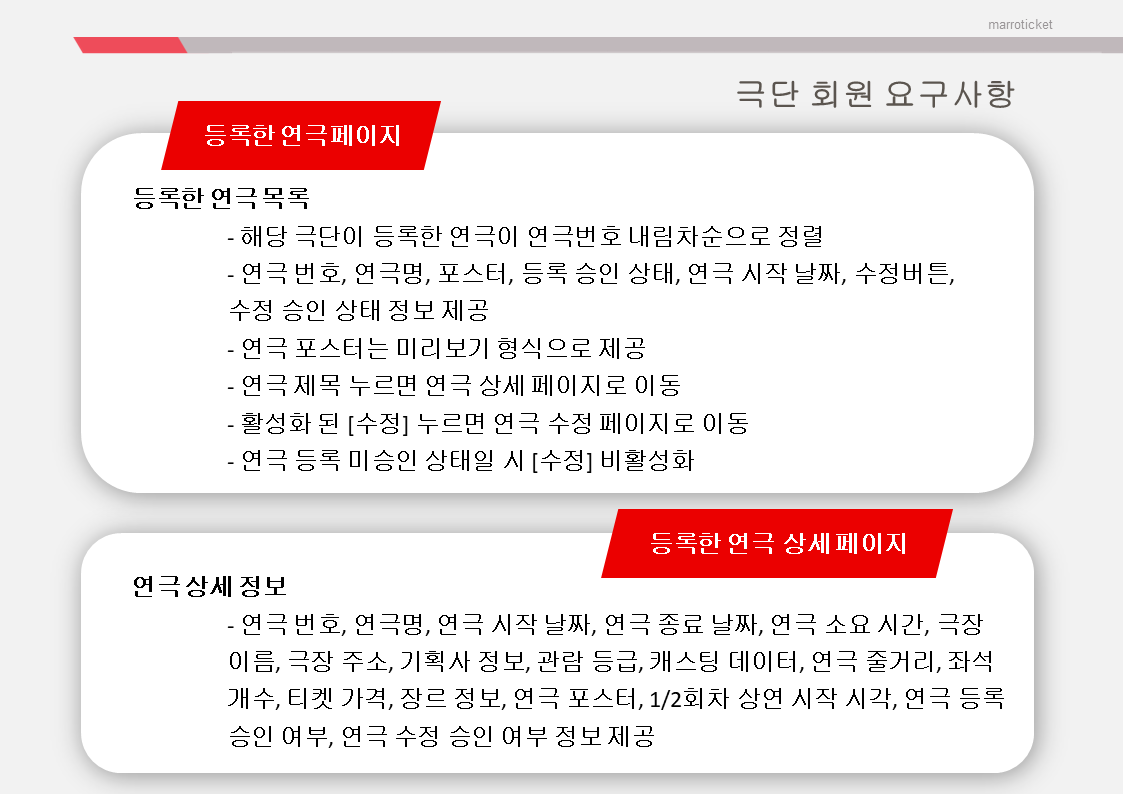 marroticket
극단 회원 요구사항
등록한 연극 페이지
등록한 연극 목록
- 해당 극단이 등록한 연극이 연극번호 내림차순으로 정렬
- 연극 번호, 연극명, 포스터, 등록 승인 상태, 연극 시작 날짜, 수정버튼,
수정 승인 상태 정보 제공
- 연극 포스터는 미리보기 형식으로 제공
- 연극 제목 누르면 연극 상세 페이지로 이동
- 활성화 된 [수정] 누르면 연극 수정 페이지로 이동
- 연극 등록 미승인 상태일 시 [수정] 비활성화
등록한 연극 상세 페이지
연극 상세 정보
- 연극 번호, 연극명, 연극 시작 날짜, 연극 종료 날짜, 연극 소요 시간, 극장
이름, 극장 주소, 기획사 정보, 관람 등급, 캐스팅 데이터, 연극 줄거리, 좌석
개수, 티켓 가격, 장르 정보, 연극 포스터, 1/2회차 상연 시작 시각, 연극 등록
승인 여부, 연극 수정 승인 여부 정보 제공